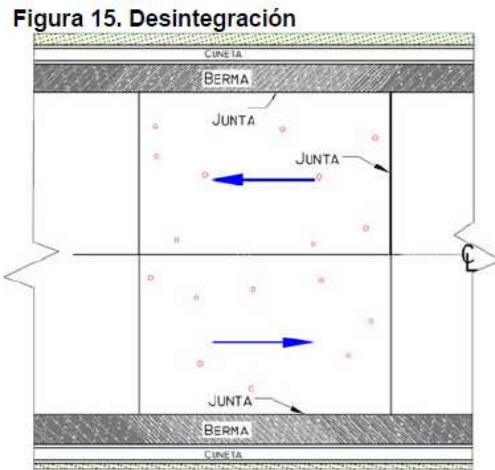 Figura 15. Desintegración
CUNETA
BERMA
JUNTA
JUNTA
℄
JUNTA
BERMA
CUNETA